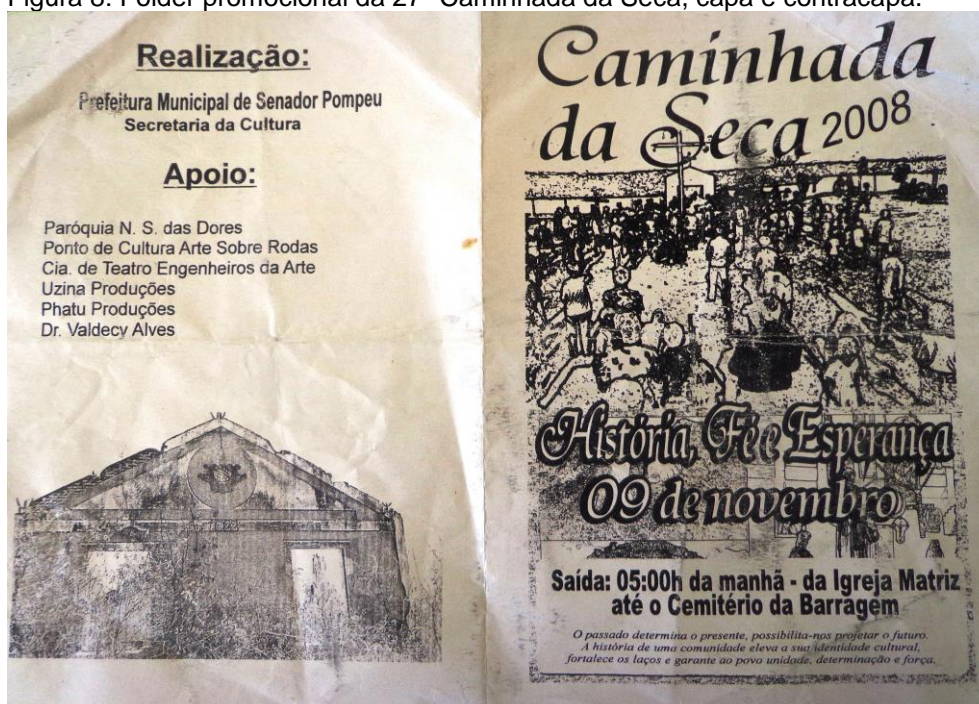 Figura 8: Folder promocional da 27ª Caminhada da Seca, capa e contracapa.
Realização:
Prefeitura Municipal de Senador Pompeu
Secretaria da Cultura
Apoio:
Paróquia N. S. das Dores
Ponto de Cultura Arte Sobre Rodas
Cia. de Teatro Engenheiros da Arte
Uzina Produções
Phatu Produções
Dr. Valdecy Alves
Caminhada
da Seca 2008
História, Fé e Esperança
09 de novembro
Saída: 05:00h da manhã - da Igreja Matriz
até o Cemitério da Barragem
O passado determina o presente, possibilita-nos projetar o futuro.
A história de uma comunidade eleva a sua identidade cultural,
fortalece os laços e garante ao povo unidade, determinação e força.